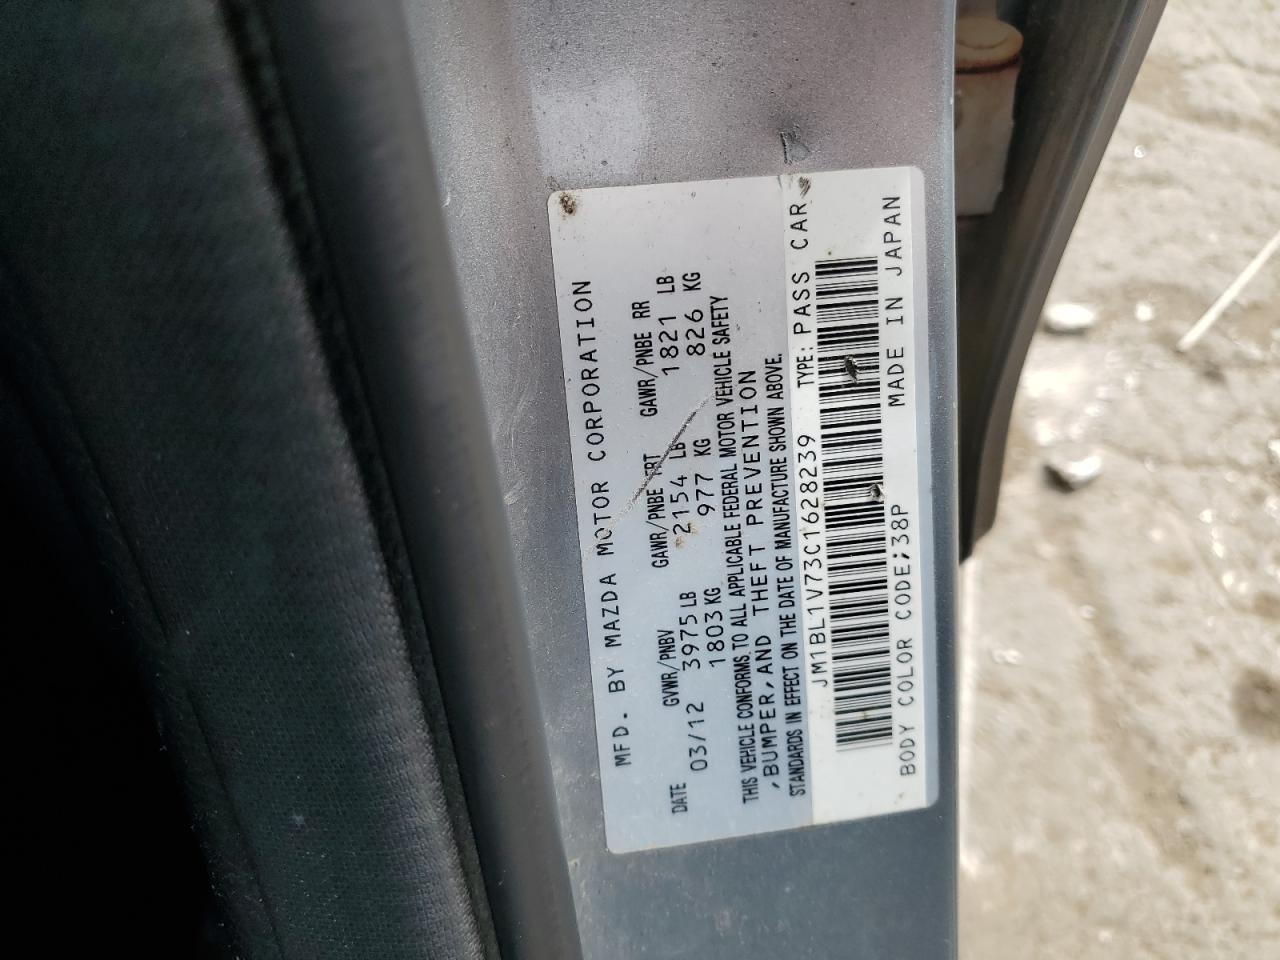 MFD. BY MAZDA MOTOR CORPORATION
DATE GVWR/PNBV GAWR/PNBE FRT GAWR/PNBE RR
03/12 3975 LB 2154 LB 1821 LB
1803 KG 977 KG 826 KG
THIS VEHICLE CONFORMS TO ALL APPLICABLE FEDERAL MOTOR VEHICLE SAFETY
,BUMPER,AND THEFT PREVENTION
STANDARDS IN EFFECT ON THE DATE OF MANUFACTURE SHOWN ABOVE.
JM1BL1V73C1628239 TYPE: PASS CAR
BODY COLOR CODE;38P MADE IN JAPAN